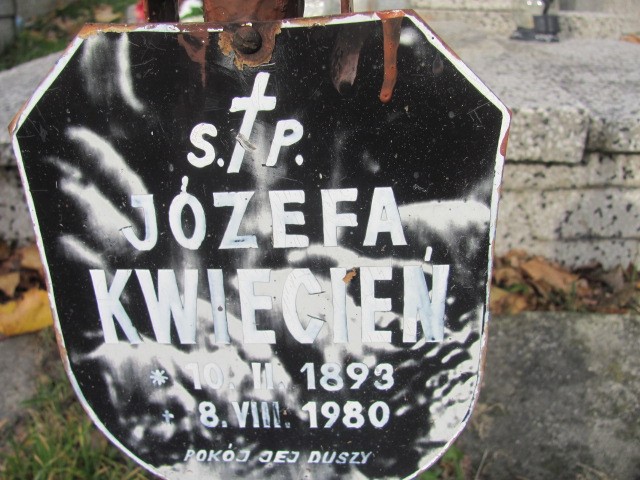 Ś. P.
JÓZEFA
KWIECIEŃ
* 10. II. 1893
+ 8. VIII. 1980
POKÓJ JEJ DUSZY